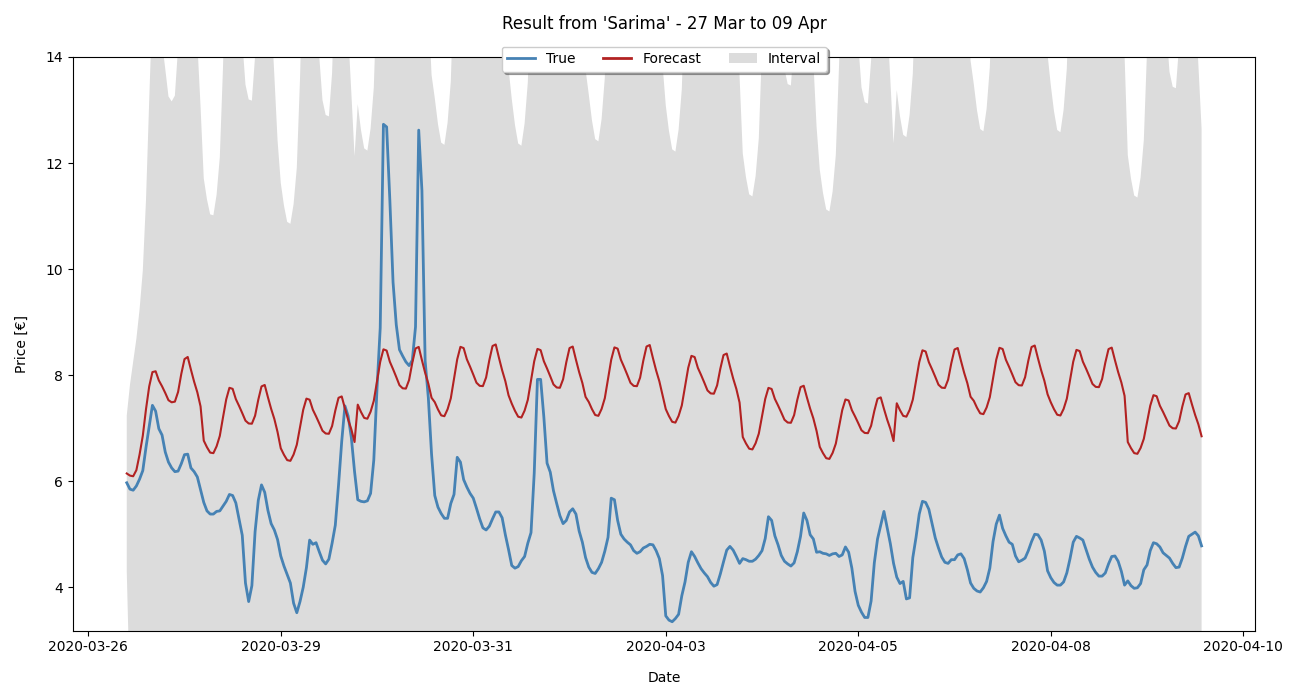 Result from 'Sarima' - 27 Mar to 09 Apr
True Forecast Interval
14
12
10
8
6
4
Price [€]
2020-03-26 2020-03-29 2020-03-31 2020-04-03 2020-04-05 2020-04-08 2020-04-10
Date